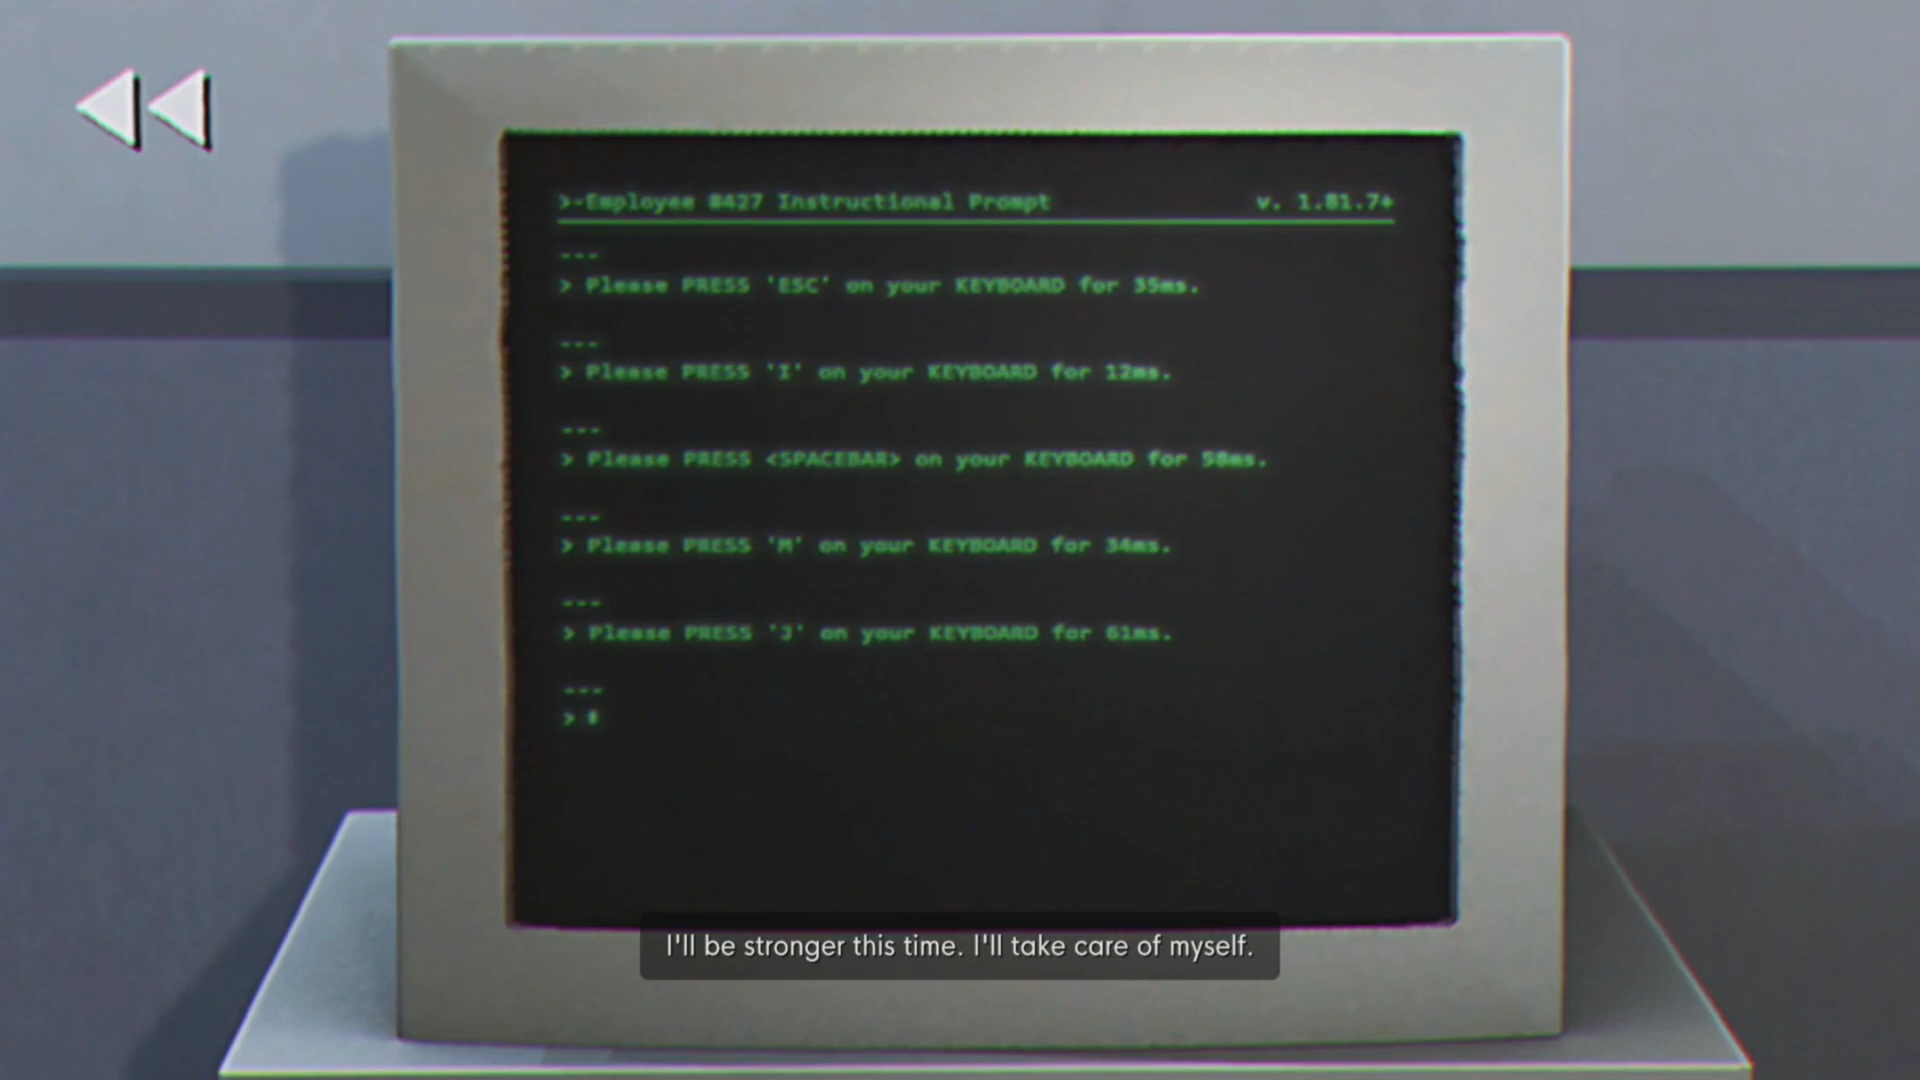 >-Employee #427 Instructional Prompt v. 1.81.7+
---
> Please PRESS 'ESC' on your KEYBOARD for 35ms.
---
> Please PRESS 'I' on your KEYBOARD for 12ms.
---
> Please PRESS <SPACEBAR> on your KEYBOARD for 58ms.
---
> Please PRESS 'M' on your KEYBOARD for 34ms.
---
> Please PRESS 'J' on your KEYBOARD for 61ms.
---
>
I'll be stronger this time. I'll take care of myself.